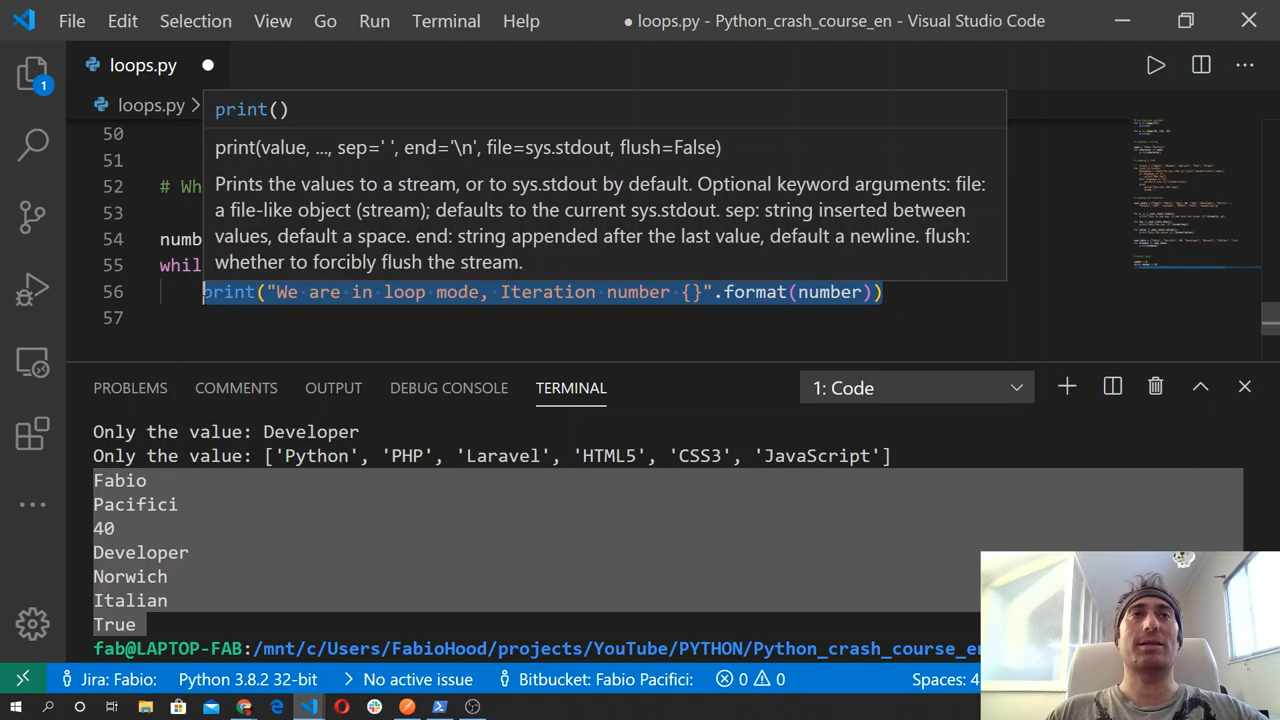 File Edit Selection View Go Run Terminal Help
● loops.py - Python_crash_course_en - Visual Studio Code
loops.py ●
loops.py >
print()
print(value, ..., sep=' ', end='\n', file=sys.stdout, flush=False)
Prints the values to a stream, or to sys.stdout by default. Optional keyword arguments: file:
a file-like object (stream); defaults to the current sys.stdout. sep: string inserted between
values, default a space. end: string appended after the last value, default a newline. flush:
whether to forcibly flush the stream.
50
51
52 # Wh
53
54 numb
55 whil
56 print("We are in loop mode, Iteration number {}".format(number))
57
PROBLEMS COMMENTS OUTPUT DEBUG CONSOLE TERMINAL 1: Code
Only the value: Developer
Only the value: ['Python', 'PHP', 'Laravel', 'HTML5', 'CSS3', 'JavaScript']
Fabio
Pacifici
40
Developer
Norwich
Italian
True
fab@LAPTOP-FAB:/mnt/c/Users/FabioHood/projects/YouTube/PYTHON/Python_crash_course_en
Jira: Fabio: Python 3.8.2 32-bit > No active issue Bitbucket: Fabio Pacifici: 0 0 Spaces: 4
1